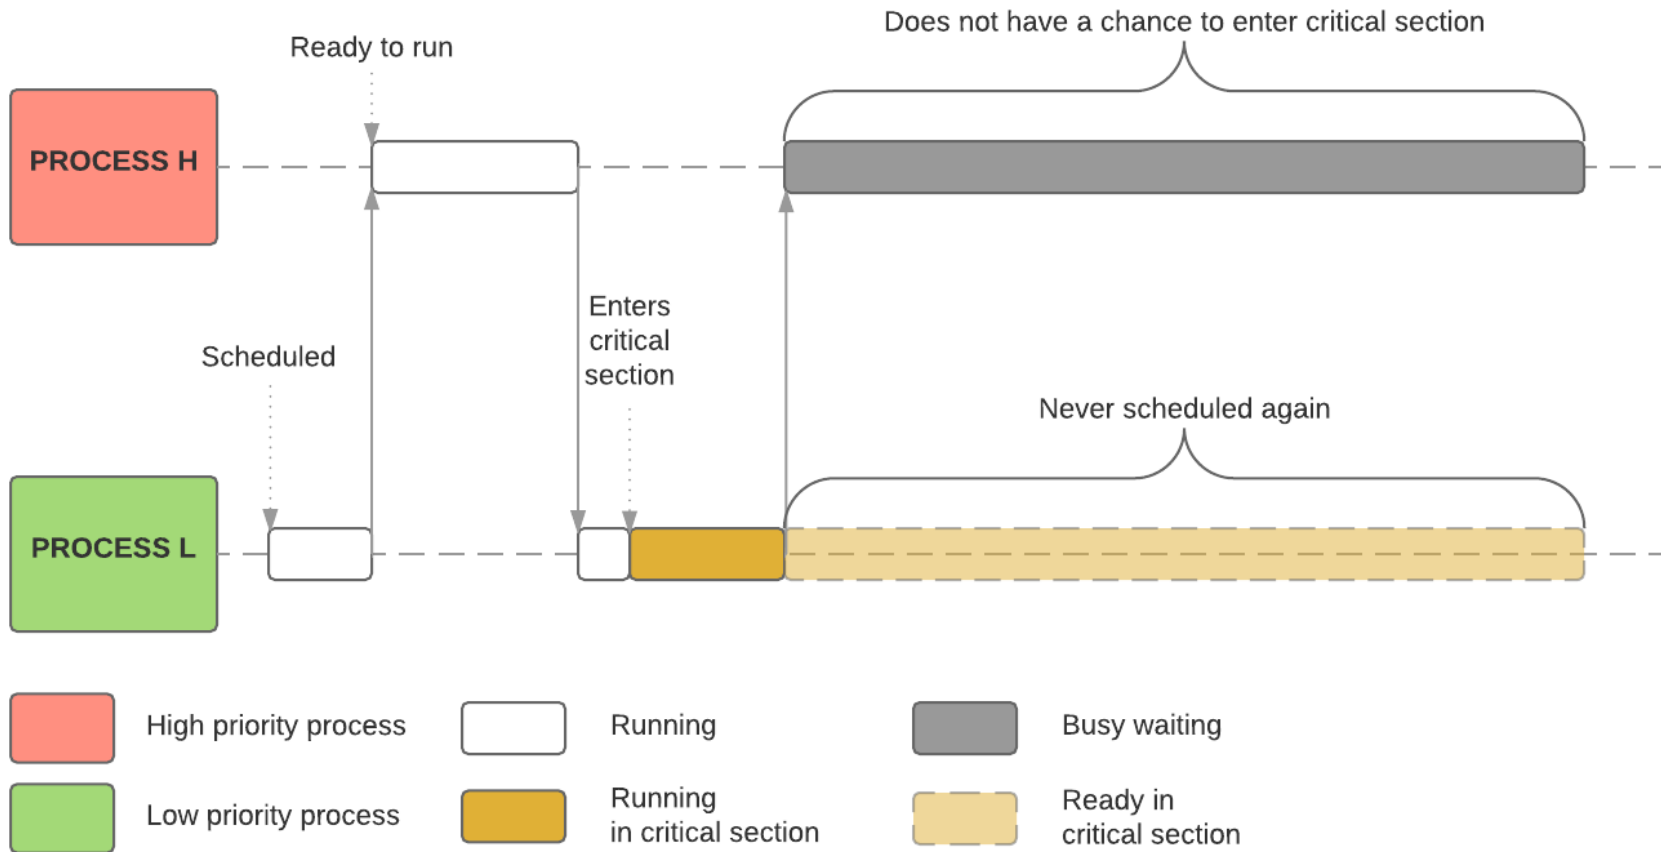 Does not have a chance to enter critical section
Ready to run
PROCESS H
Enters
critical
section
Scheduled
Never scheduled again
PROCESS L
High priority process
Running
Busy waiting
Low priority process
Running
in critical section
Ready in
critical section